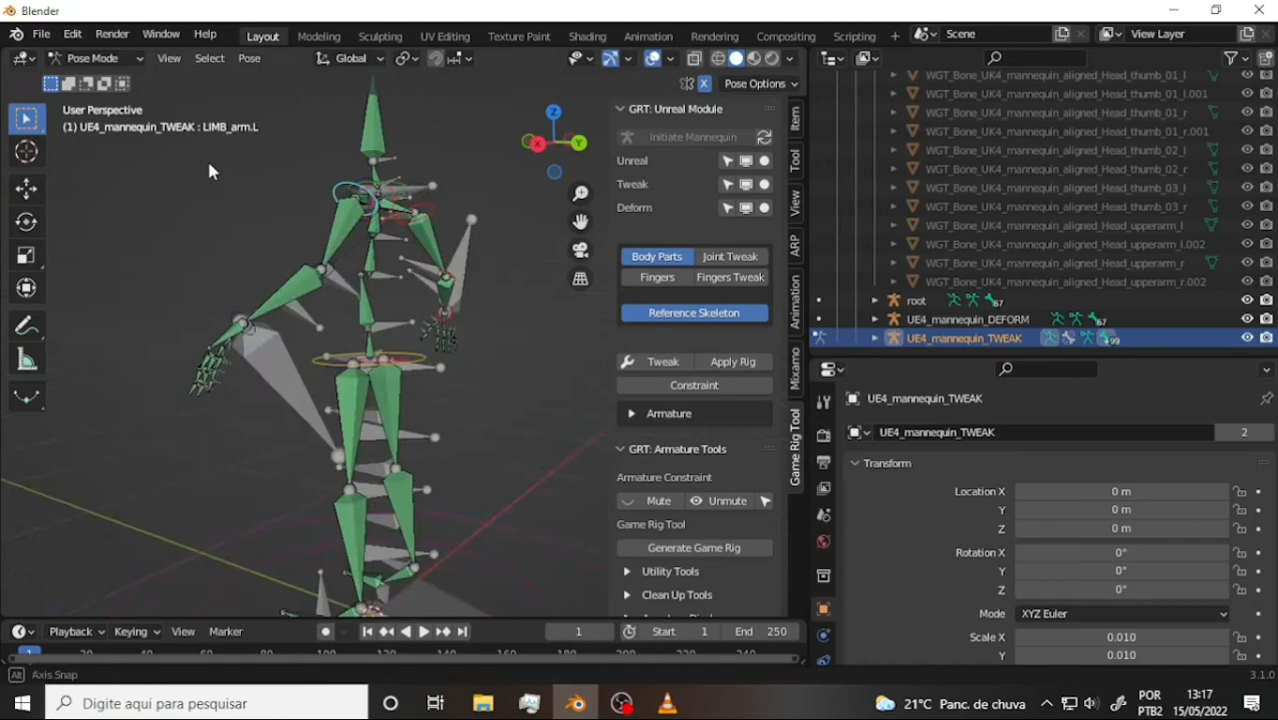 Blender
File Edit Render Window Help Layout Modeling Sculpting UV Editing Texture Paint Shading Animation Rendering Compositing Scripting + Scene View Layer
Pose Mode View Select Pose Global
X Pose Options
User Perspective
(1) UE4_mannequin_TWEAK : LIMB_arm.L
Z
X Y
GRT: Unreal Module
Initiate Mannequin
Unreal
Tweak
Deform
Body Parts Joint Tweak
Fingers Fingers Tweak
Reference Skeleton
Tweak Apply Rig
Constraint
Armature
GRT: Armature Tools
Armature Constraint
Mute Unmute
Game Rig Tool
Generate Game Rig
Utility Tools
Clean Up Tools
Item
Tool
View
ARP
Animation
Mixamo
Game Rig Tool
WGT_Bone_UK4_mannequin_aligned_Head_thumb_01_l
WGT_Bone_UK4_mannequin_aligned_Head_thumb_01_l.001
WGT_Bone_UK4_mannequin_aligned_Head_thumb_01_r
WGT_Bone_UK4_mannequin_aligned_Head_thumb_01_r.001
WGT_Bone_UK4_mannequin_aligned_Head_thumb_02_l
WGT_Bone_UK4_mannequin_aligned_Head_thumb_02_r
WGT_Bone_UK4_mannequin_aligned_Head_thumb_03_l
WGT_Bone_UK4_mannequin_aligned_Head_thumb_03_r
WGT_Bone_UK4_mannequin_aligned_Head_upperarm_l
WGT_Bone_UK4_mannequin_aligned_Head_upperarm_l.002
WGT_Bone_UK4_mannequin_aligned_Head_upperarm_r
WGT_Bone_UK4_mannequin_aligned_Head_upperarm_r.002
root 67
UE4_mannequin_DEFORM 67
UE4_mannequin_TWEAK 99
UE4_mannequin_TWEAK
UE4_mannequin_TWEAK 2
Transform
Location X 0 m
Y 0 m
Z 0 m
Rotation X 0°
Y 0°
Z 0°
Mode XYZ Euler
Scale X 0.010
Y 0.010
Playback Keying View Marker 1 Start 1 End 250
Alt Axis Snap 3.1.0
Digite aqui para pesquisar 21°C Panc. de chuva POR 13:17
PTB2 15/05/2022